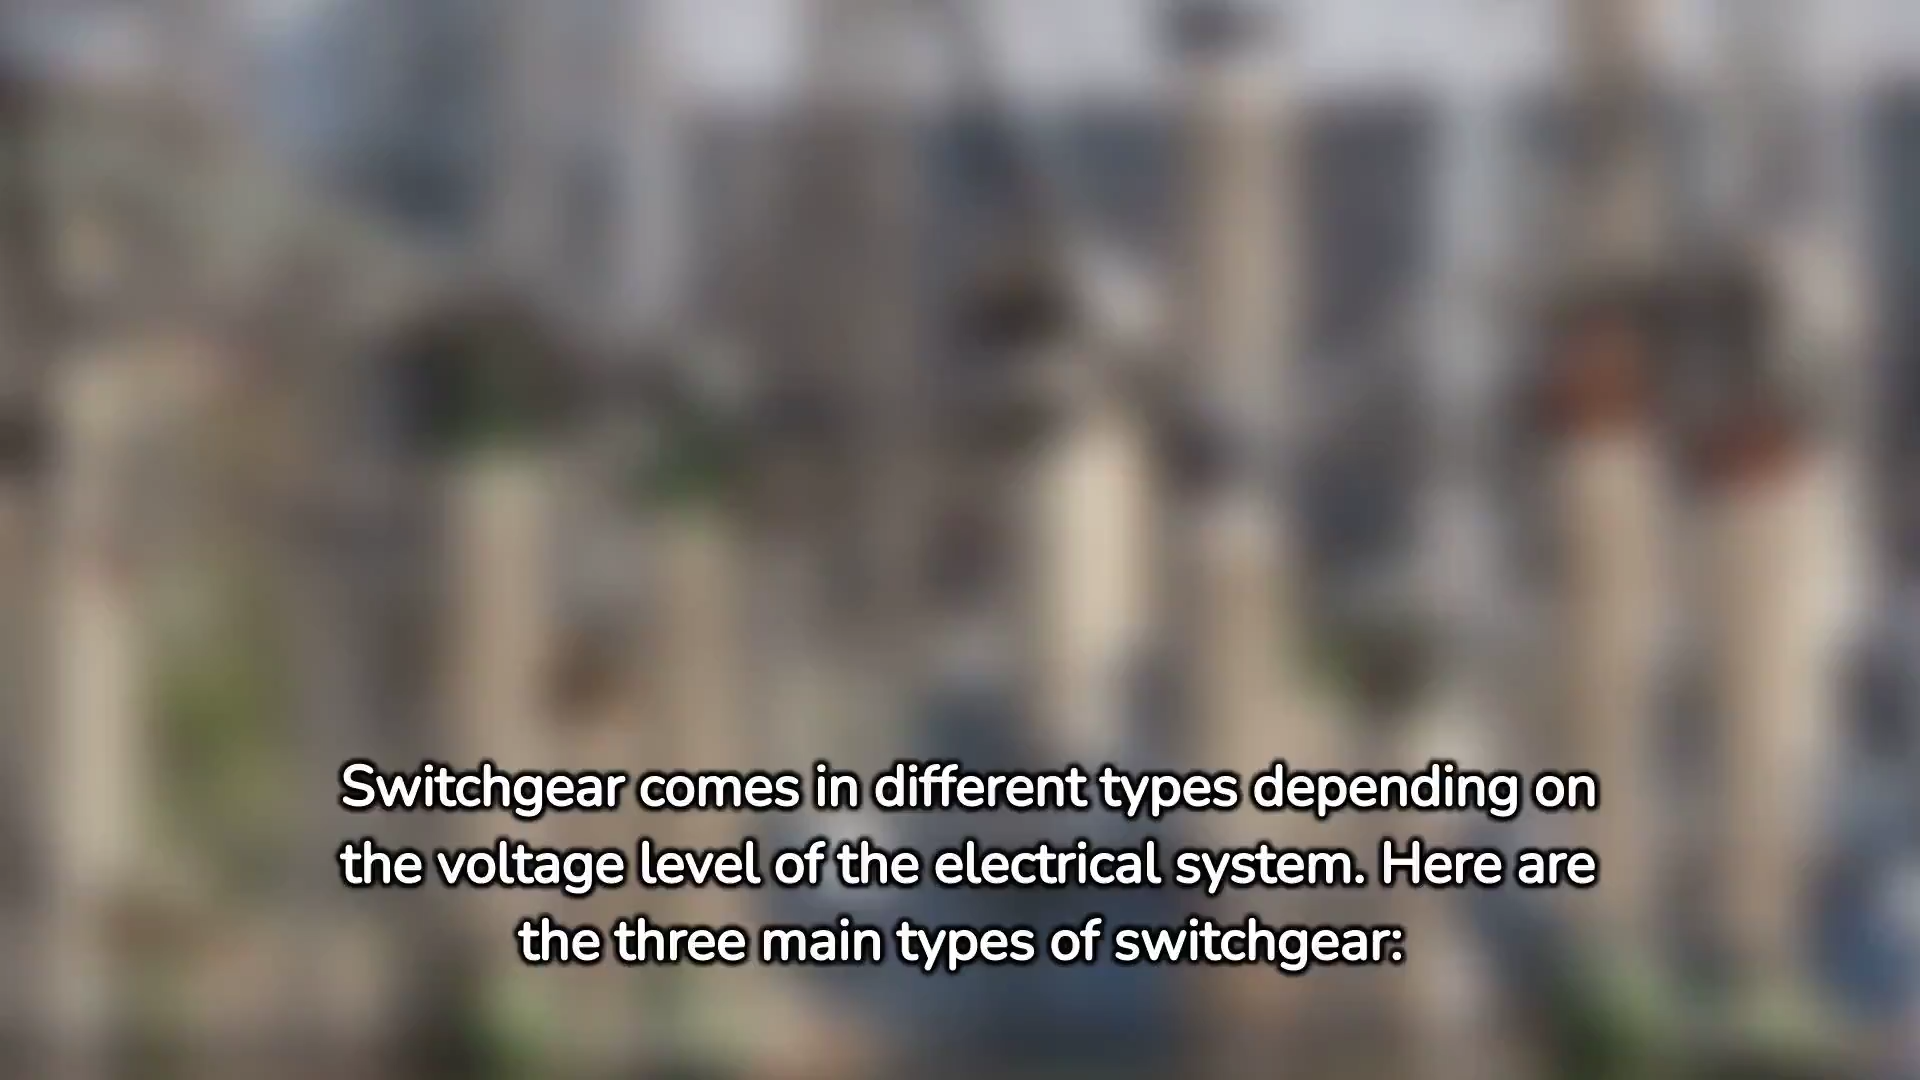 Switchgear comes in different types depending on
the voltage level of the electrical system. Here are
the three main types of switchgear: